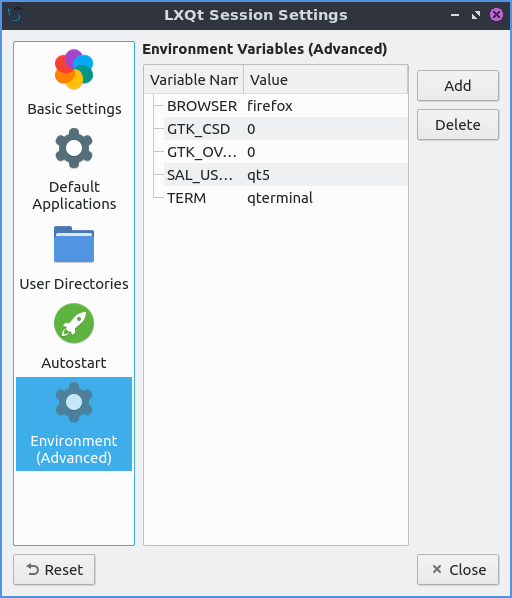 LXQt Session Settings
Basic Settings
Default
Applications
User Directories
Autostart
Environment
(Advanced)
Environment Variables (Advanced)
Variable Nam Value
BROWSER firefox
GTK_CSD 0
GTK_OV... 0
SAL_US... qt5
TERM qterminal
Add
Delete
Reset
Close